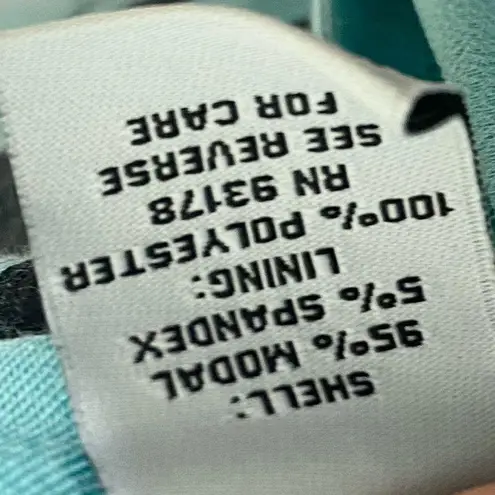 SHELL:
95% MODAL
5% SPANDEX
LINING:
100% POLYESTER
RN 93178
SEE REVERSE
FOR CARE